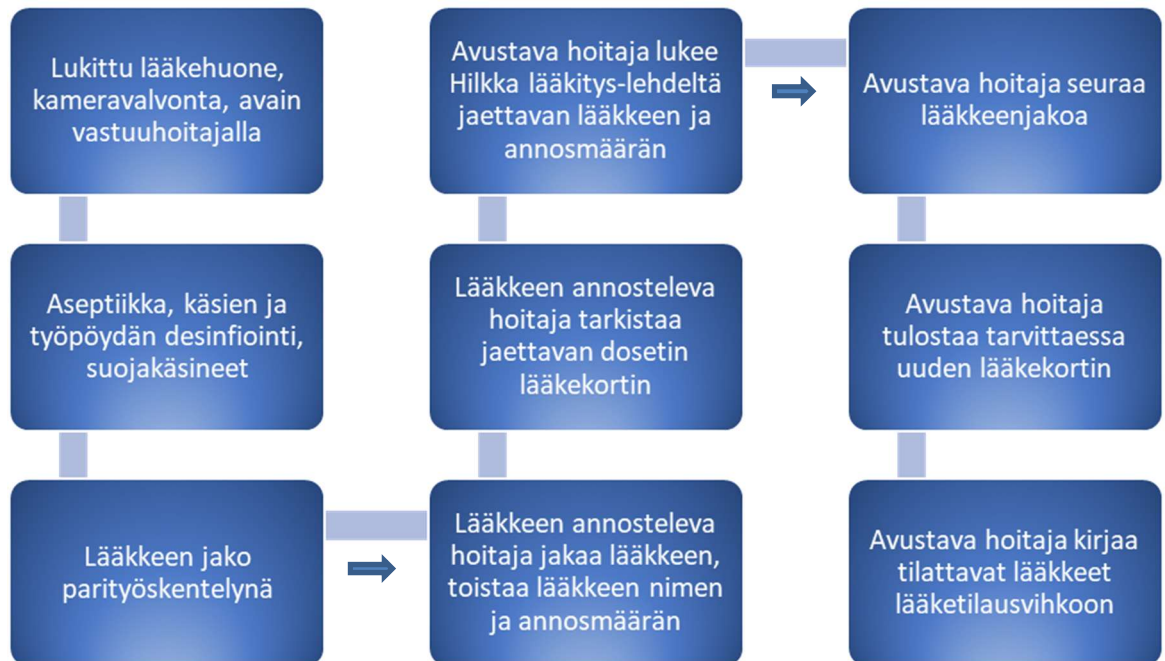 Lukittu lääkehuone,
kameravalvonta, avain
vastuuhoitajalla
Aseptiikka, käsien ja
työpöydän desinfiointi,
suojakäsineet
Lääkkeen jako
parityöskentelynä
Lääkkeen annosteleva
hoitaja jakaa lääkkeen,
toistaa lääkkeen nimen
ja annosmäärän
Lääkkeen annosteleva
hoitaja tarkistaa
jaettavan dosetin
lääkekortin
Avustava hoitaja lukee
Hilkka lääkitys-lehdeltä
jaettavan lääkkeen ja
annosmäärän
Avustava hoitaja seuraa
lääkkeenjakoa
Avustava hoitaja
tulostaa tarvittaessa
uuden lääkekortin
Avustava hoitaja kirjaa
tilattavat lääkkeet
lääketilausvihkoon